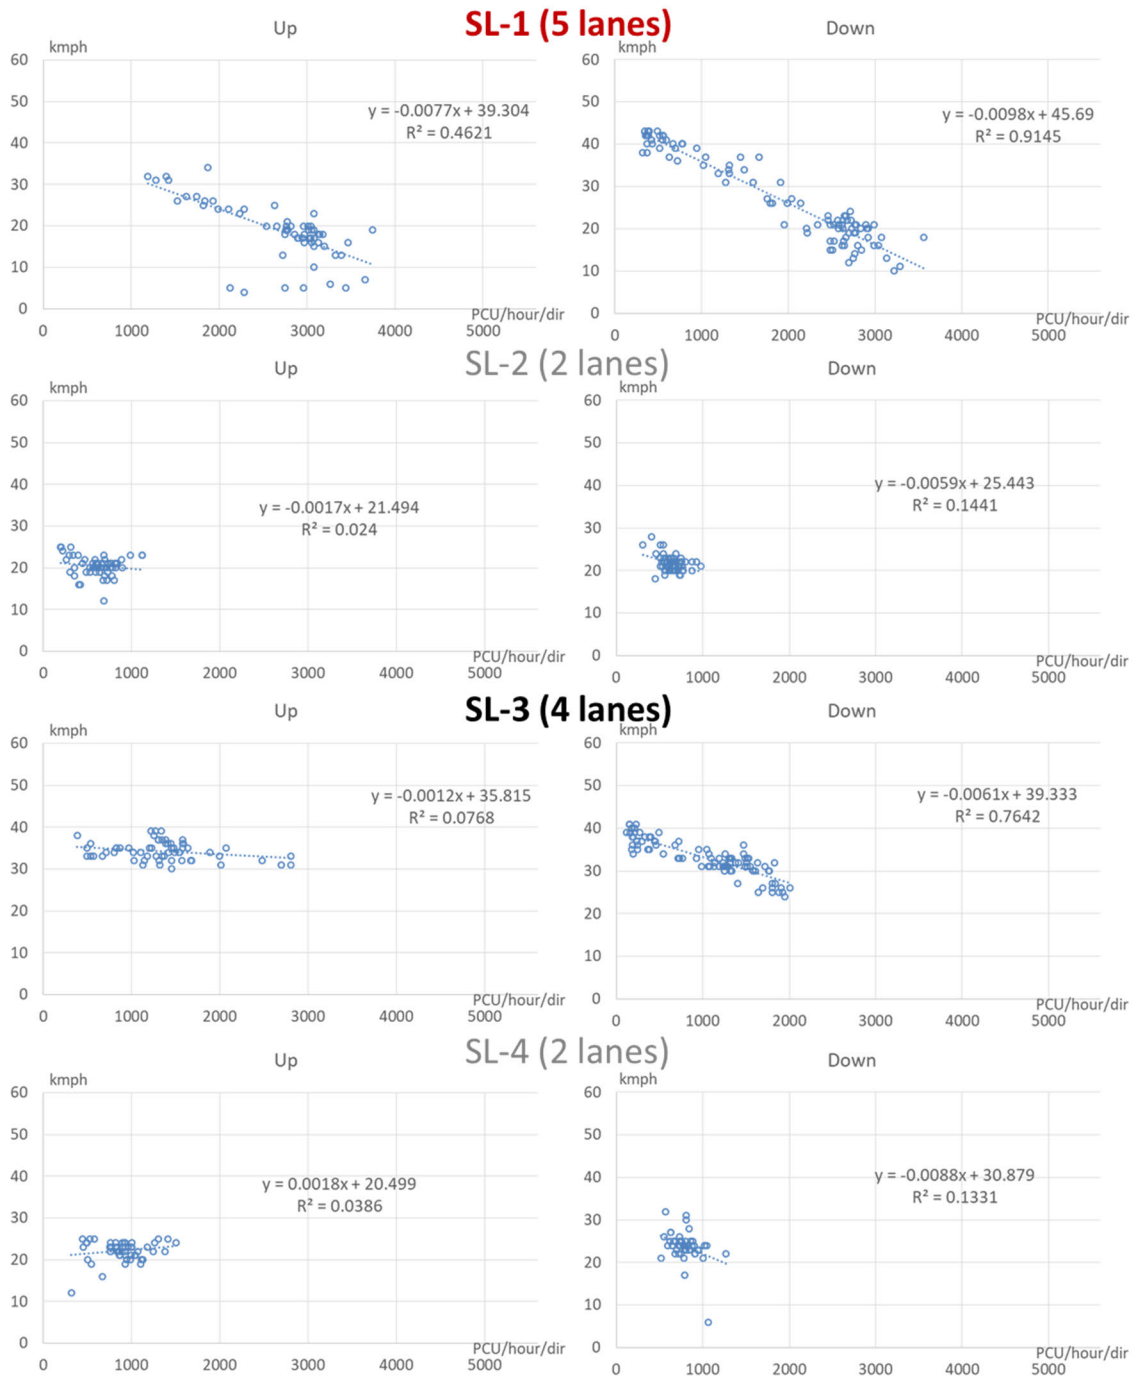 SL-1 (5 lanes)
Up
Down
kmph
60
50
40
30
20
10
0
y = -0.0077x + 39.304
R² = 0.4621
PCU/hour/dir
0 1000 2000 3000 4000 5000
60
50
40
30
20
10
0
y = -0.0098x + 45.69
R² = 0.9145
PCU/hour/dir
0 1000 2000 3000 4000 5000
SL-2 (2 lanes)
Up
Down
kmph
60
50
40
30
20
10
0
y = -0.0017x + 21.494
R² = 0.024
PCU/hour/dir
0 1000 2000 3000 4000 5000
kmph
60
50
40
30
20
10
0
y = -0.0059x + 25.443
R² = 0.1441
PCU/hour/dir
0 1000 2000 3000 4000 5000
SL-3 (4 lanes)
Up
Down
kmph
60
50
40
30
20
10
0
y = -0.0012x + 35.815
R² = 0.0768
PCU/hour/dir
0 1000 2000 3000 4000 5000
kmph
60
50
40
30
20
10
0
y = -0.0061x + 39.333
R² = 0.7642
PCU/hour/dir
0 1000 2000 3000 4000 5000
SL-4 (2 lanes)
Up
Down
kmph
60
50
40
30
20
10
0
y = 0.0018x + 20.499
R² = 0.0386
PCU/hour/dir
0 1000 2000 3000 4000 5000
kmph
60
50
40
30
20
10
0
y = -0.0088x + 30.879
R² = 0.1331
PCU/hour/dir
0 1000 2000 3000 4000 5000